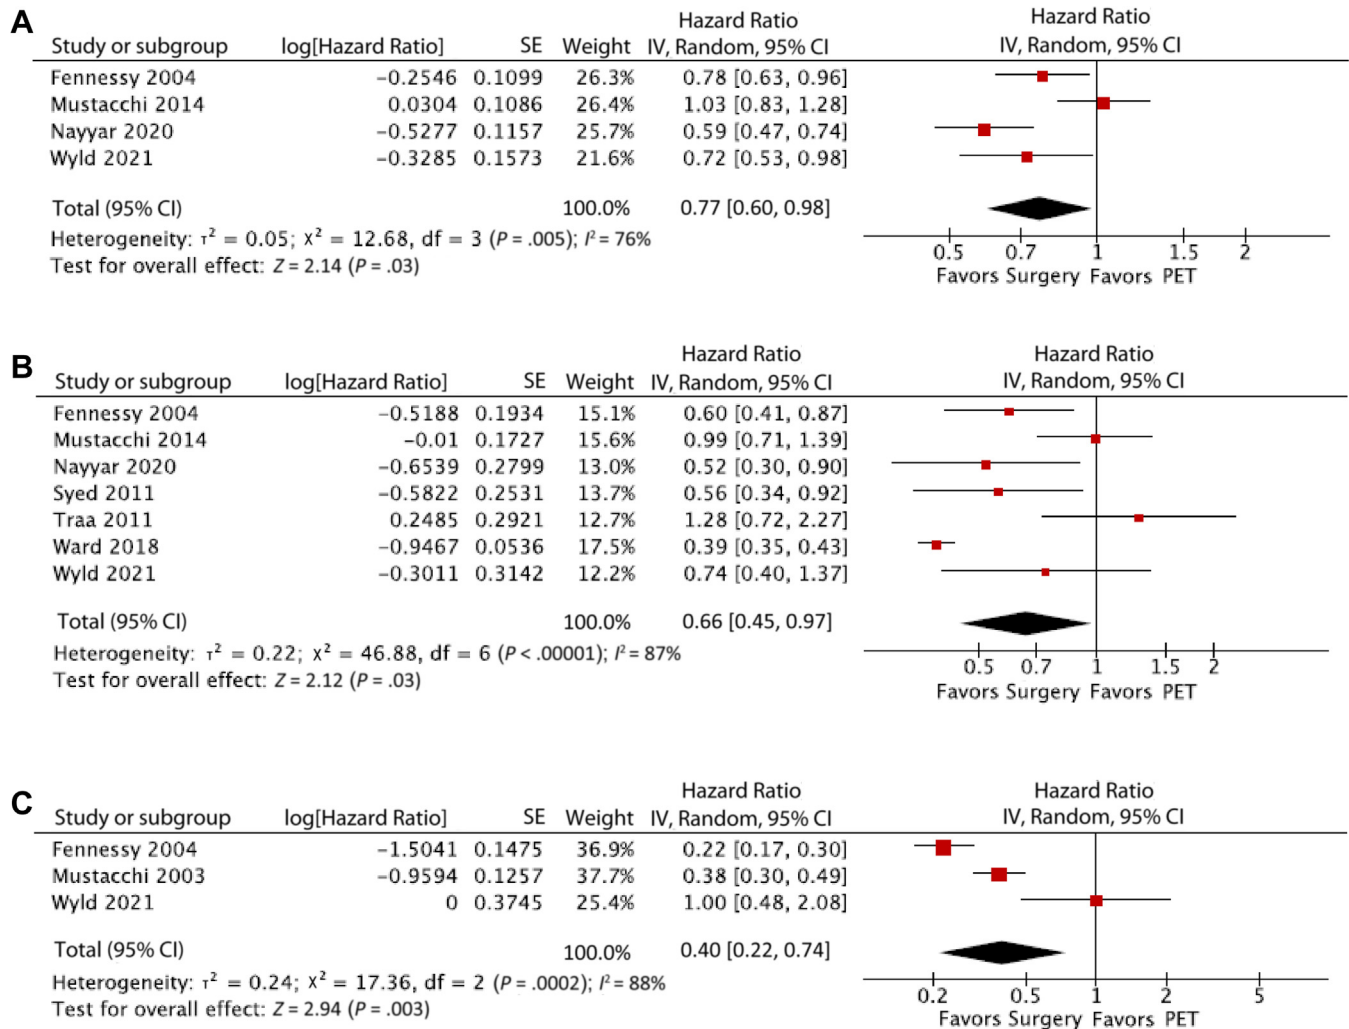 A
Hazard Ratio Hazard Ratio
Study or subgroup log[Hazard Ratio] SE Weight IV, Random, 95% CI IV, Random, 95% CI
Fennessy 2004 −0.2546 0.1099 26.3% 0.78 [0.63, 0.96]
Mustacchi 2014 0.0304 0.1086 26.4% 1.03 [0.83, 1.28]
Nayyar 2020 −0.5277 0.1157 25.7% 0.59 [0.47, 0.74]
Wyld 2021 −0.3285 0.1573 21.6% 0.72 [0.53, 0.98]
Total (95% CI) 100.0% 0.77 [0.60, 0.98]
Heterogeneity: τ² = 0.05; χ² = 12.68, df = 3 (P = .005); I² = 76%
Test for overall effect: Z = 2.14 (P = .03)
0.5 0.7 1 1.5 2
Favors Surgery Favors PET
B
Hazard Ratio Hazard Ratio
Study or subgroup log[Hazard Ratio] SE Weight IV, Random, 95% CI IV, Random, 95% CI
Fennessy 2004 −0.5188 0.1934 15.1% 0.60 [0.41, 0.87]
Mustacchi 2014 −0.01 0.1727 15.6% 0.99 [0.71, 1.39]
Nayyar 2020 −0.6539 0.2799 13.0% 0.52 [0.30, 0.90]
Syed 2011 −0.5822 0.2531 13.7% 0.56 [0.34, 0.92]
Traa 2011 0.2485 0.2921 12.7% 1.28 [0.72, 2.27]
Ward 2018 −0.9467 0.0536 17.5% 0.39 [0.35, 0.43]
Wyld 2021 −0.3011 0.3142 12.2% 0.74 [0.40, 1.37]
Total (95% CI) 100.0% 0.66 [0.45, 0.97]
Heterogeneity: τ² = 0.22; χ² = 46.88, df = 6 (P < .00001); I² = 87%
Test for overall effect: Z = 2.12 (P = .03)
0.5 0.7 1 1.5 2
Favors Surgery Favors PET
C
Hazard Ratio Hazard Ratio
Study or subgroup log[Hazard Ratio] SE Weight IV, Random, 95% CI IV, Random, 95% CI
Fennessy 2004 −1.5041 0.1475 36.9% 0.22 [0.17, 0.30]
Mustacchi 2003 −0.9594 0.1257 37.7% 0.38 [0.30, 0.49]
Wyld 2021 0 0.3745 25.4% 1.00 [0.48, 2.08]
Total (95% CI) 100.0% 0.40 [0.22, 0.74]
Heterogeneity: τ² = 0.24; χ² = 17.36, df = 2 (P = .0002); I² = 88%
Test for overall effect: Z = 2.94 (P = .003)
0.2 0.5 1 2 5
Favors Surgery Favors PET